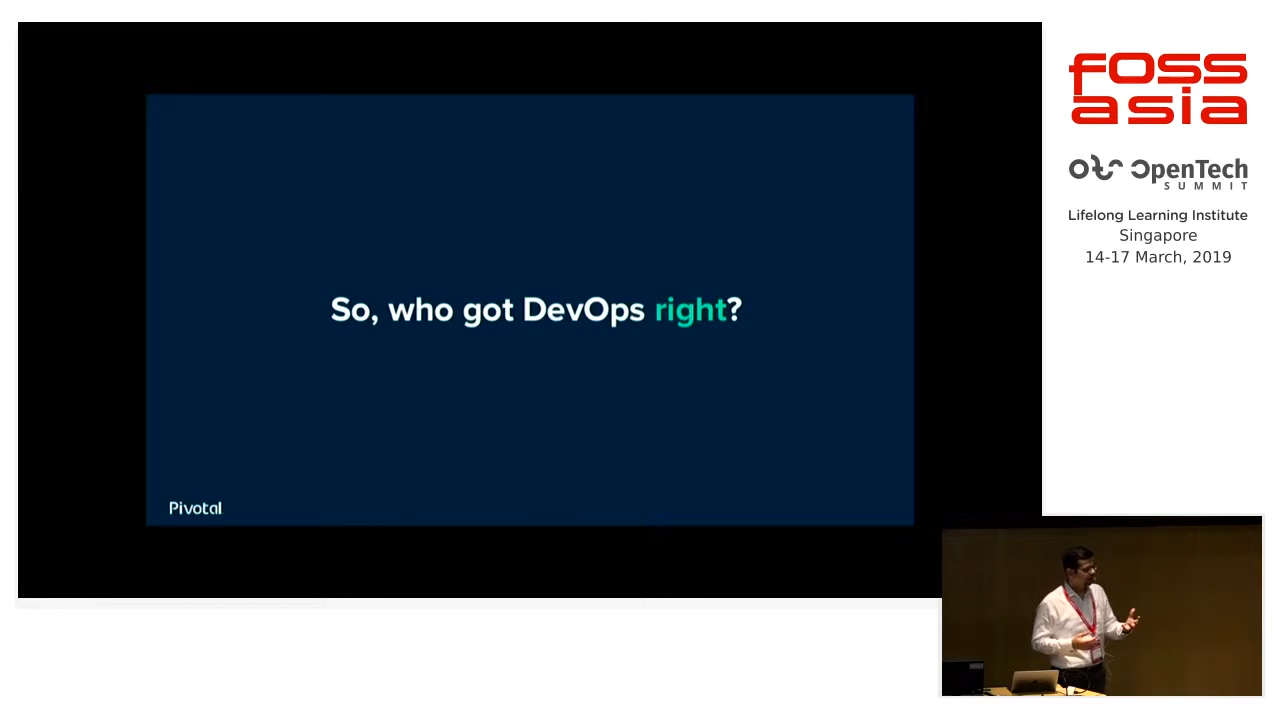 So, who got DevOps right?
Pivotal
FOSS
asia
OpenTech
SUMMIT
Lifelong Learning Institute
Singapore
14-17 March, 2019